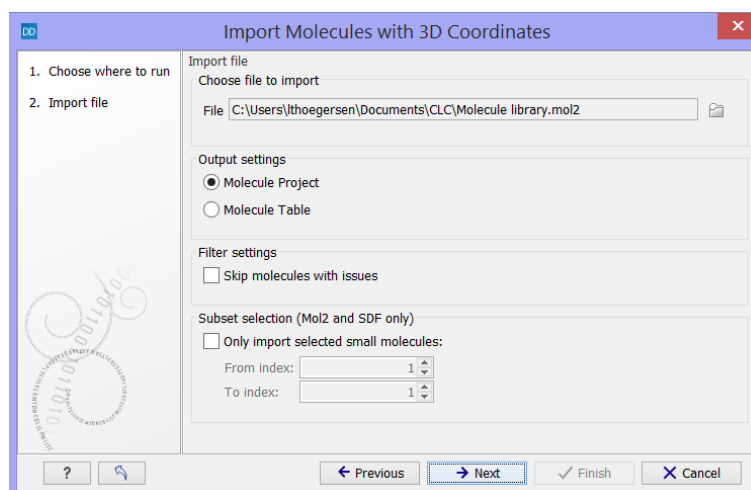 DD
Import Molecules with 3D Coordinates
1. Choose where to run
2. Import file
Import file
Choose file to import
File C:\Users\lthoegersen\Documents\CLC\Molecule library.mol2
Output settings
Molecule Project
Molecule Table
Filter settings
Skip molecules with issues
Subset selection (Mol2 and SDF only)
Only import selected small molecules:
From index: 1
To index: 1
? Previous Next Finish Cancel